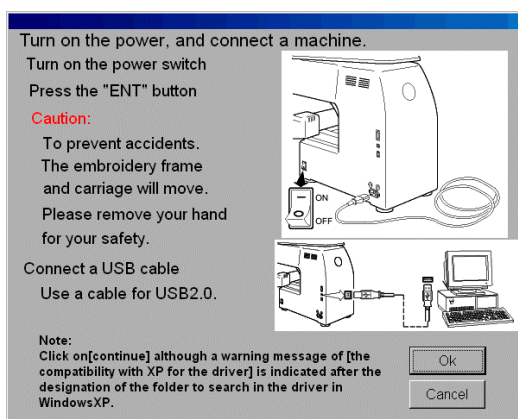 Turn on the power, and connect a machine.
Turn on the power switch
Press the "ENT" button
Caution:
To prevent accidents.
The embroidery frame
and carriage will move.
Please remove your hand
for your safety.
ON
OFF
Connect a USB cable
Use a cable for USB2.0.
Note:
Click on[continue] although a warning message of [the
compatibility with XP for the driver] is indicated after the
designation of the folder to search in the driver in
WindowsXP.
Ok
Cancel